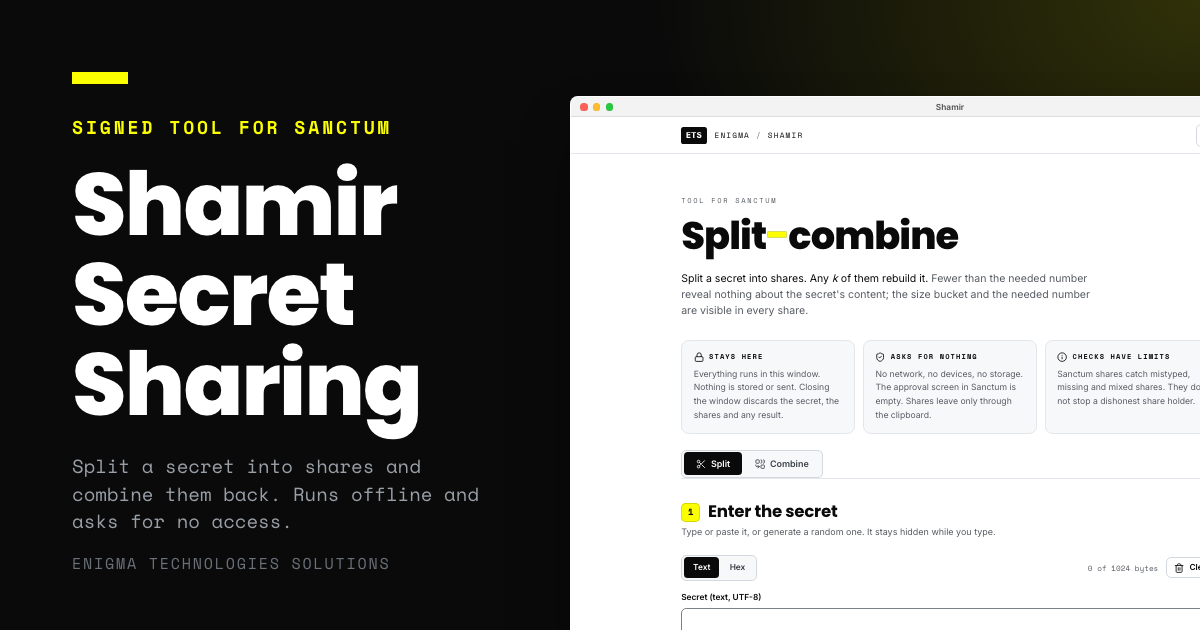 SIGNED TOOL FOR SANCTUM
Shamir
Secret
Sharing
Split a secret into shares and
combine them back. Runs offline and
asks for no access.
ENIGMA TECHNOLOGIES SOLUTIONS
Shamir
ETS ENIGMA / SHAMIR
TOOL FOR SANCTUM
Split-combine
Split a secret into shares. Any k of them rebuild it. Fewer than the needed number
reveal nothing about the secret's content; the size bucket and the needed number
are visible in every share.
STAYS HERE
Everything runs in this window.
Nothing is stored or sent. Closing
the window discards the secret, the
shares and any result.
ASKS FOR NOTHING
No network, no devices, no storage.
The approval screen in Sanctum is
empty. Shares leave only through
the clipboard.
CHECKS HAVE LIMITS
Sanctum shares catch mistyped,
missing and mixed shares. They do
not stop a dishonest share holder.
Split Combine
1 Enter the secret
Type or paste it, or generate a random one. It stays hidden while you type.
Text Hex
0 of 1024 bytes
Secret (text, UTF-8)